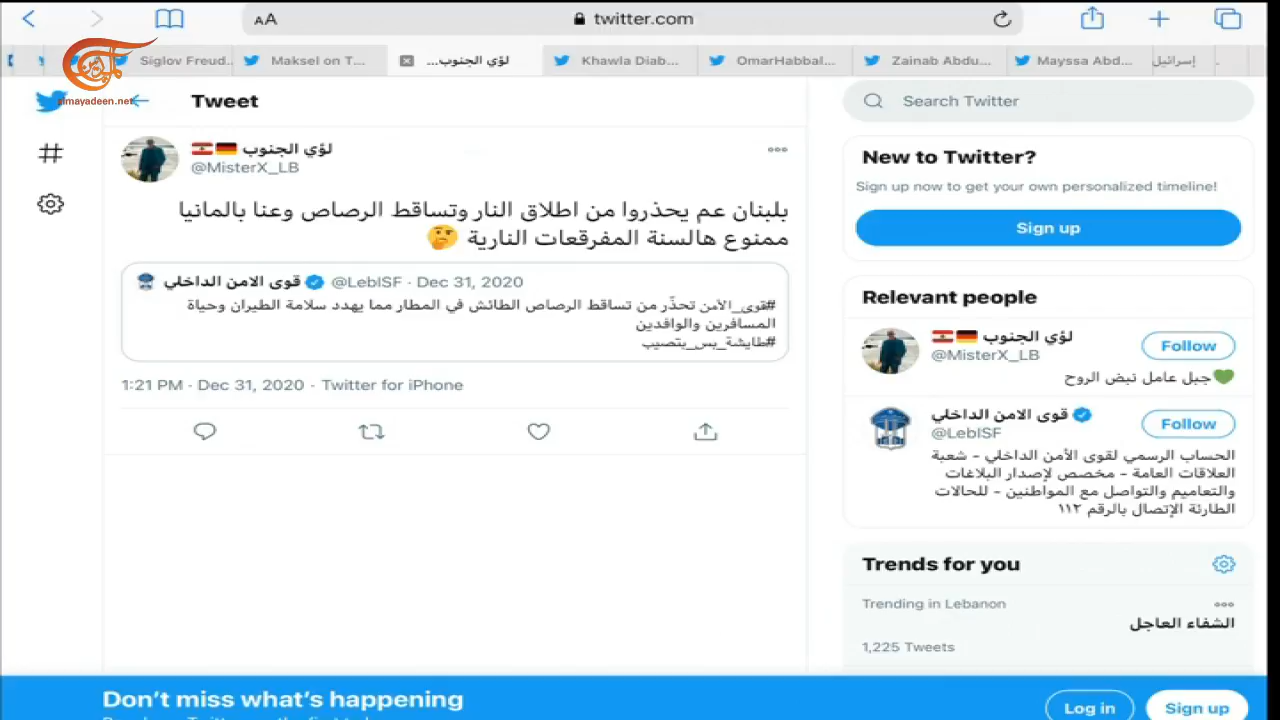 AA
twitter.com
Siglov Freud...
Maksel on T...
لؤي الجنوب...
Khawla Diab...
OmarHabbal...
Zainab Abdu...
Mayssa Abd...
إسرائيل
الميادين
almayadeen.net
Tweet
Search Twitter
لؤي الجنوب
@MisterX_LB
بلبنان عم يحذروا من اطلاق النار وتساقط الرصاص وعنا بالمانيا
ممنوع هالسنة المفرقعات النارية
قوى الامن الداخلي @LebISF · Dec 31, 2020
#قوى_الأمن تحذّر من تساقط الرصاص الطائش في المطار مما يهدد سلامة الطيران وحياة
المسافرين والوافدين
#طايشة_بس_بتصيب
1:21 PM · Dec 31, 2020 · Twitter for iPhone
New to Twitter?
Sign up now to get your own personalized timeline!
Sign up
Relevant people
لؤي الجنوب
@MisterX_LB
Follow
جبل عامل نبض الروح
قوى الامن الداخلي
@LebISF
Follow
الحساب الرسمي لقوى الأمن الداخلي - شعبة
العلاقات العامة - مخصص لإصدار البلاغات
والتعاميم والتواصل مع المواطنين - للحالات
الطارئة الإتصال بالرقم ١١٢
Trends for you
Trending in Lebanon
الشفاء العاجل
1,225 Tweets
Don't miss what's happening
Log in
Sign up